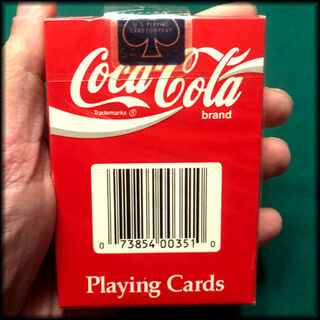 U.S. PLAYING
CARD COMPANY
Coca-Cola
Trademarks ®
brand
0 73854 00351 0
Playing Cards